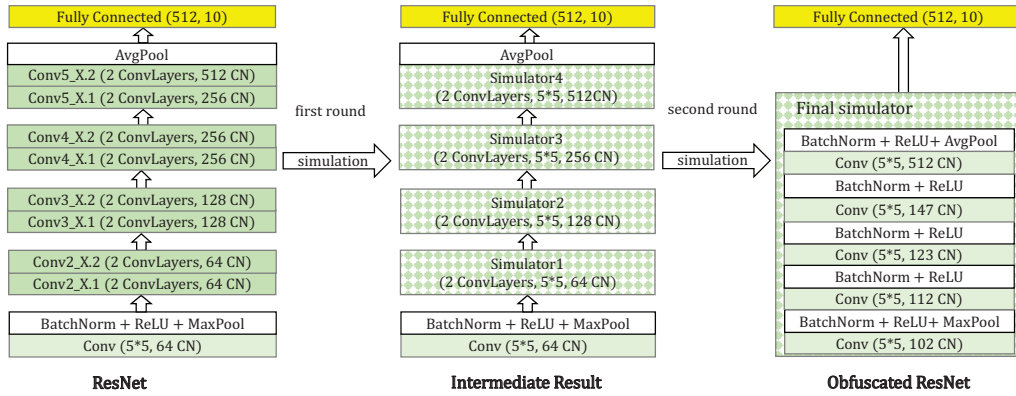 Fully Connected (512, 10)
AvgPool
Conv5_X.2 (2 ConvLayers, 512 CN)
Conv5_X.1 (2 ConvLayers, 256 CN)
Conv4_X.2 (2 ConvLayers, 256 CN)
Conv4_X.1 (2 ConvLayers, 256 CN)
Conv3_X.2 (2 ConvLayers, 128 CN)
Conv3_X.1 (2 ConvLayers, 128 CN)
Conv2_X.2 (2 ConvLayers, 64 CN)
Conv2_X.1 (2 ConvLayers, 64 CN)
BatchNorm + ReLU + MaxPool
Conv (5*5, 64 CN)
ResNet
first round
simulation
Fully Connected (512, 10)
AvgPool
Simulator4
(2 ConvLayers, 5*5, 512CN)
Simulator3
(2 ConvLayers, 5*5, 256 CN)
Simulator2
(2 ConvLayers, 5*5, 128 CN)
Simulator1
(2 ConvLayers, 5*5, 64 CN)
BatchNorm + ReLU + MaxPool
Conv (5*5, 64 CN)
Intermediate Result
second round
simulation
Fully Connected (512, 10)
Final simulator
BatchNorm + ReLU+ AvgPool
Conv (5*5, 512 CN)
BatchNorm + ReLU
Conv (5*5, 147 CN)
BatchNorm + ReLU
Conv (5*5, 123 CN)
BatchNorm + ReLU
Conv (5*5, 112 CN)
BatchNorm + ReLU+ MaxPool
Conv (5*5, 102 CN)
Obfuscated ResNet